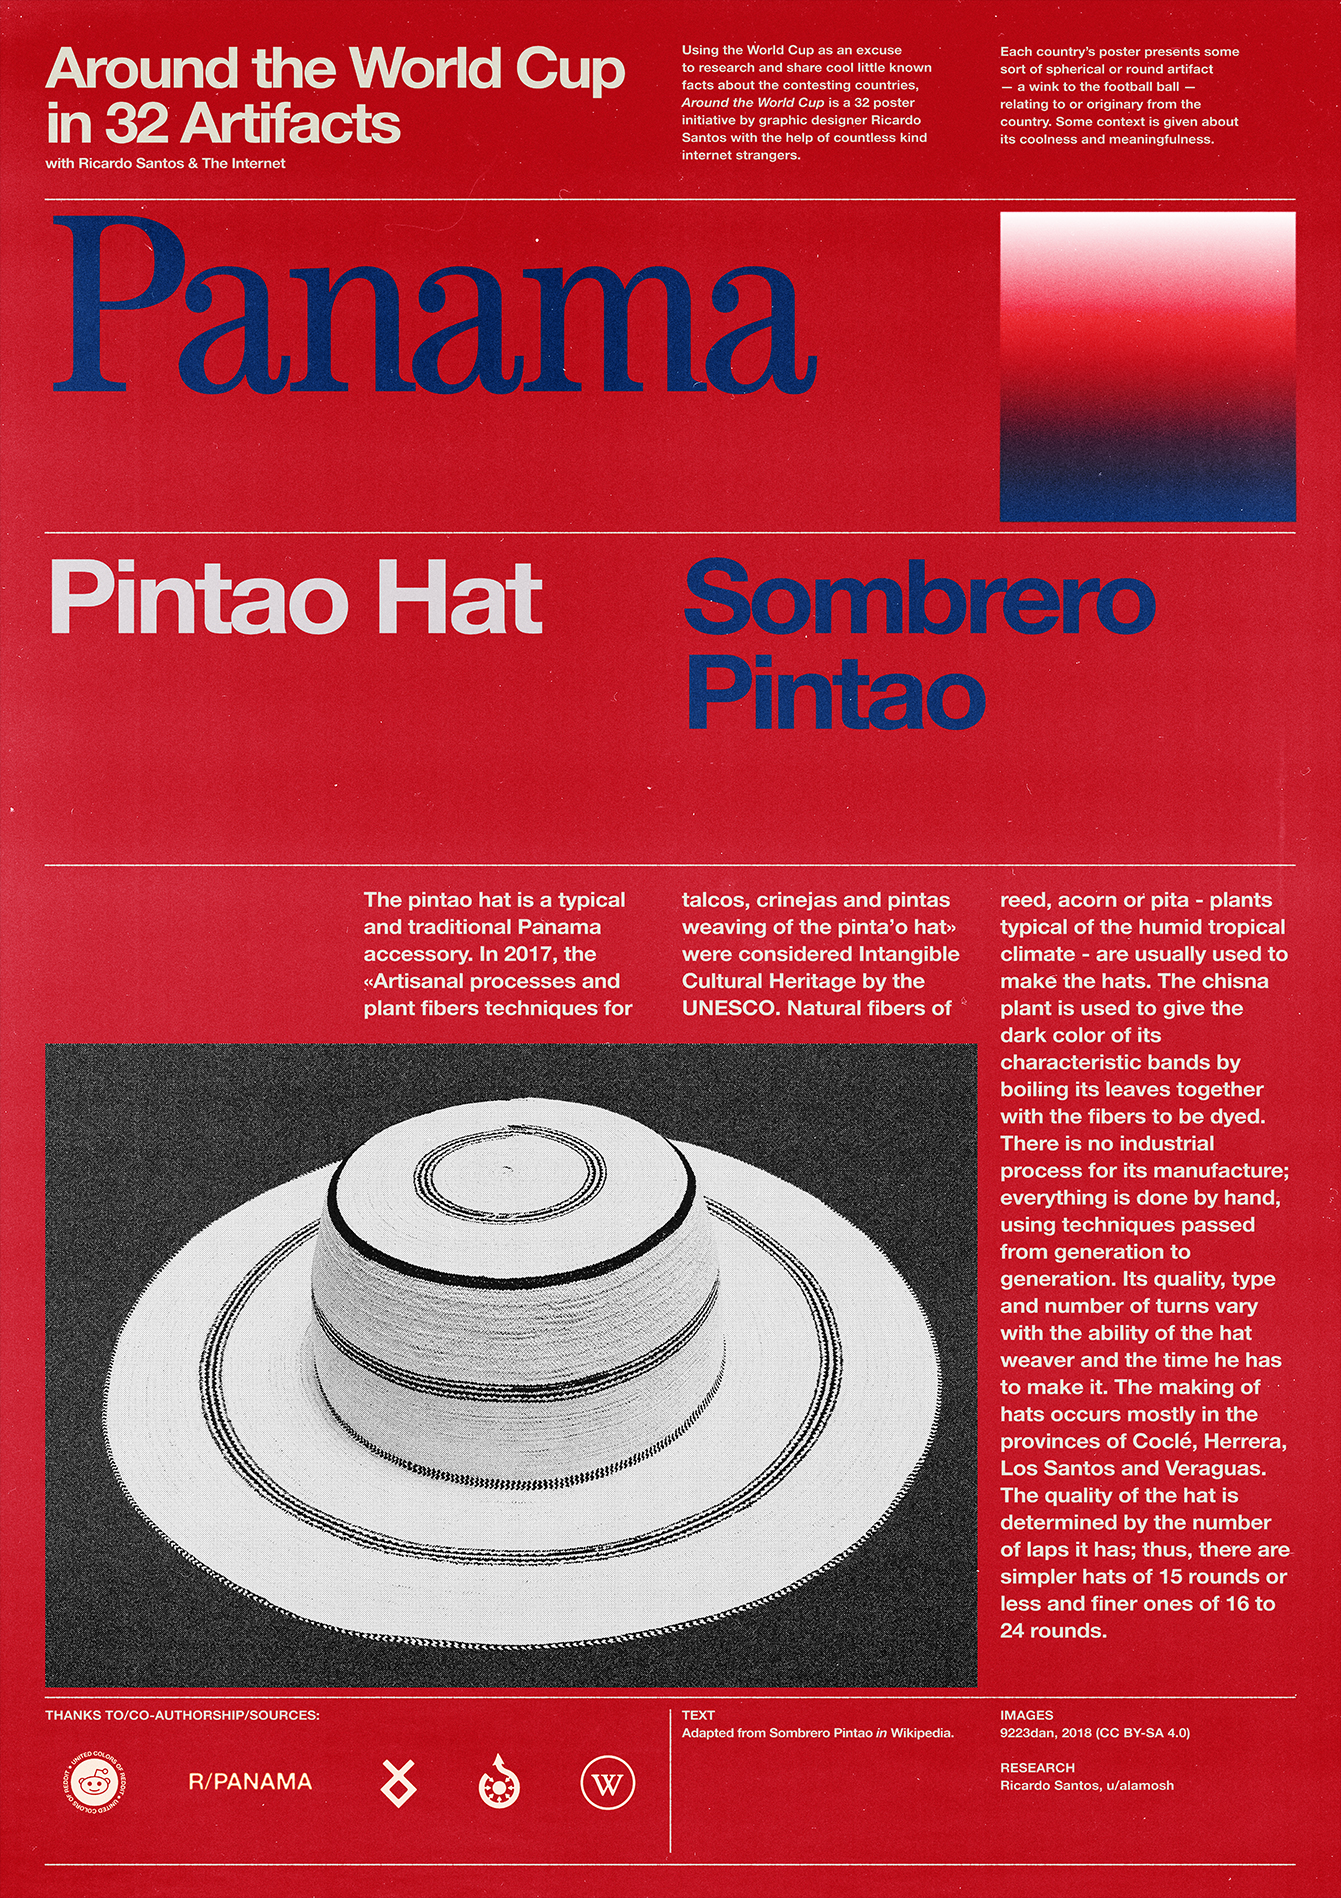 Around the World Cup
in 32 Artifacts
with Ricardo Santos & The Internet
Using the World Cup as an excuse
to research and share cool little known
facts about the contesting countries,
Around the World Cup is a 32 poster
initiative by graphic designer Ricardo
Santos with the help of countless kind
internet strangers.
Each country's poster presents some
sort of spherical or round artifact
— a wink to the football ball —
relating to or originary from the
country. Some context is given about
its coolness and meaningfulness.
Panama
Pintao Hat
Sombrero
Pintao
The pintao hat is a typical
and traditional Panama
accessory. In 2017, the
«Artisanal processes and
plant fibers techniques for
talcos, crinejas and pintas
weaving of the pinta'o hat»
were considered Intangible
Cultural Heritage by the
UNESCO. Natural fibers of
reed, acorn or pita - plants
typical of the humid tropical
climate - are usually used to
make the hats. The chisna
plant is used to give the
dark color of its
characteristic bands by
boiling its leaves together
with the fibers to be dyed.
There is no industrial
process for its manufacture;
everything is done by hand,
using techniques passed
from generation to
generation. Its quality, type
and number of turns vary
with the ability of the hat
weaver and the time he has
to make it. The making of
hats occurs mostly in the
provinces of Coclé, Herrera,
Los Santos and Veraguas.
The quality of the hat is
determined by the number
of laps it has; thus, there are
simpler hats of 15 rounds or
less and finer ones of 16 to
24 rounds.
THANKS TO/CO-AUTHORSHIP/SOURCES:
UNITED COLORS OF REDDIT • UNITED COLORS OF REDDIT •
R/PANAMA
W
TEXT
Adapted from Sombrero Pintao in Wikipedia.
IMAGES
9223dan, 2018 (CC BY-SA 4.0)
RESEARCH
Ricardo Santos, u/alamosh